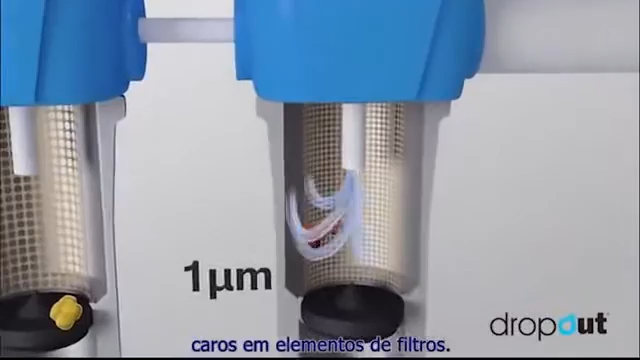 1µm
dropout
caros em elementos de filtros.